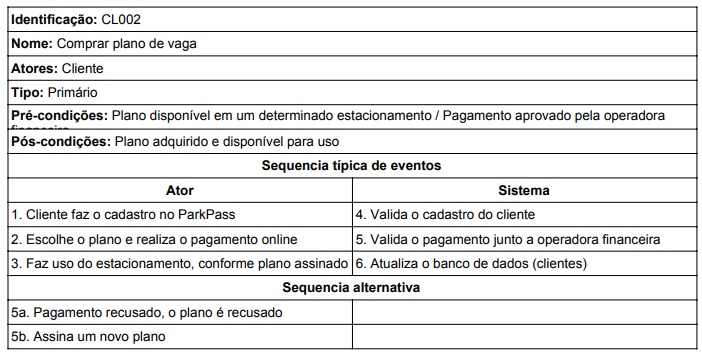 Identificação: CL002
Nome: Comprar plano de vaga
Atores: Cliente
Tipo: Primário
Pré-condições: Plano disponível em um determinado estacionamento / Pagamento aprovado pela operadora
Pós-condições: Plano adquirido e disponível para uso
Sequencia típica de eventos
Ator Sistema
1. Cliente faz o cadastro no ParkPass 4. Valida o cadastro do cliente
2. Escolhe o plano e realiza o pagamento online 5. Valida o pagamento junto a operadora financeira
3. Faz uso do estacionamento, conforme plano assinado 6. Atualiza o banco de dados (clientes)
Sequencia alternativa
5a. Pagamento recusado, o plano é recusado
5b. Assina um novo plano